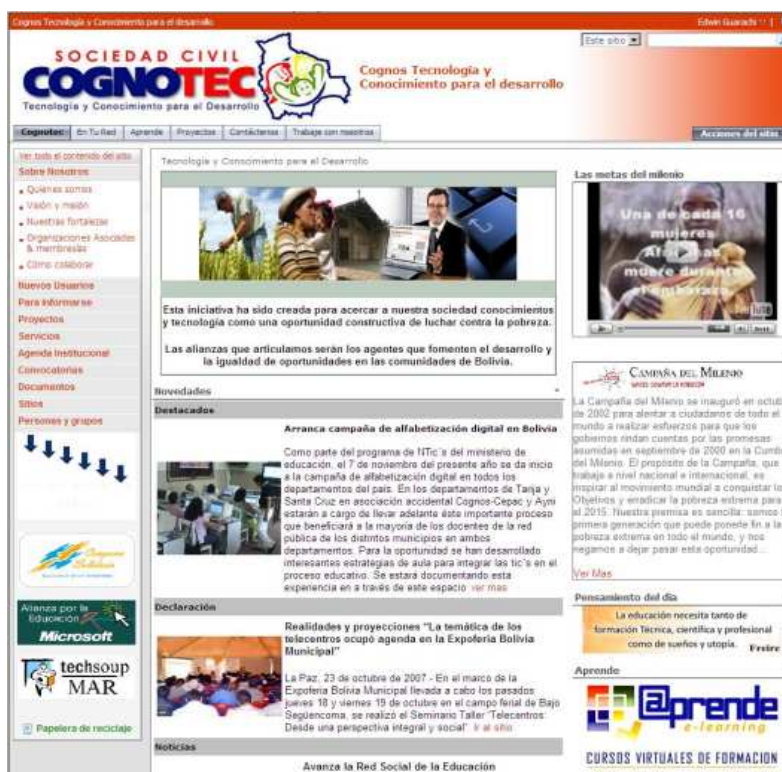 Cognos Tecnología y Conocimiento para el desarrollo
Edwin Guarachi
Este sitio
SOCIEDAD CIVIL
COGNOTEC
Tecnología y Conocimiento para el Desarrollo
Cognos Tecnología y
Conocimiento para el desarrollo
Cognotec
En Tu Red
Aprende
Proyectos
Contáctenos
Trabaje con nosotros
Acciones del sitio
Ver todo el contenido del sitio
Sobre Nosotros
Quienes somos
Visión y misión
Nuestras fortalezas
Organizaciones Asociadas
& membresías
Cómo colaborar
Nuevos Usuarios
Para Informarse
Proyectos
Servicios
Agenda Institucional
Convocatorias
Documentos
Sitios
Personas y grupos
Alianza por la
Educación
Microsoft
techsoup
MAR
Papelera de reciclaje
Tecnología y Conocimiento para el Desarrollo
Esta iniciativa ha sido creada para acercar a nuestra sociedad conocimientos
y tecnología como una oportunidad constructiva de luchar contra la pobreza.
Las alianzas que articulamos serán los agentes que fomenten el desarrollo y
la igualdad de oportunidades en las comunidades de Bolivia.
Novedades
Destacados
Arranca campaña de alfabetización digital en Bolivia
Como parte del programa de NTic´s del ministerio de
educación, el 7 de noviembre del presente año se da inicio
a la campaña de alfabetización digital en todos los
departamentos del país. En los departamentos de Tarija y
Santa Cruz en asociación accidental Cognos-Cepac y Ayni
estarán a cargo de llevar adelante éste importante proceso
que beneficiará a la mayoría de los docentes de la red
pública de los distintos municipios en ambos
departamentos. Para la oportunidad se han desarrollado
interesantes estrategias de aula para integrar las tic´s en el
proceso educativo. Se estará documentando esta
experiencia en a través de este espacio ver mas
Declaración
Realidades y proyecciones "La temática de los
telecentros ocupó agenda en la Expoferia Bolivia
Municipal"
La Paz, 23 de octubre de 2007 - En el marco de la
Expoferia Bolivia Municipal llevada a cabo los pasados
jueves 18 y viernes 19 de octubre en el campo ferial de Bajo
Següencoma, se realizó el Seminario Taller "Telecentros:
Desde una perspectiva integral y social" Ir al sitio
Noticias
Avanza la Red Social de la Educación
Las metas del milenio
Una de cada 16
mujeres
Africanas
muere durante
el embarazo
CAMPAÑA DEL MILENIO
La Campaña del Milenio se inauguró en octub
de 2002 para alentar a ciudadanos de todo el
mundo a realizar esfuerzos para que los
gobiernos rindan cuentas por las promesas
asumidas en septiembre de 2000 en la Cumb
del Milenio. El propósito de la Campaña, que
trabaja a nivel nacional e internacional, es
inspirar al movimiento mundial a conquistar lo
Objetivos y erradicar la pobreza extrema para
el 2015. Nuestra premisa es sencilla: somos
primera generación que puede ponerle fin a la
pobreza extrema en todo el mundo, y nos
negamos a dejar pasar esta oportunidad...
Ver Mas
Pensamiento del día
La educación necesita tanto de
formación Técnica, científica y profesional
como de sueños y utopía. Freire
Aprende
@prende
e-learning
CURSOS VIRTUALES DE FORMACION